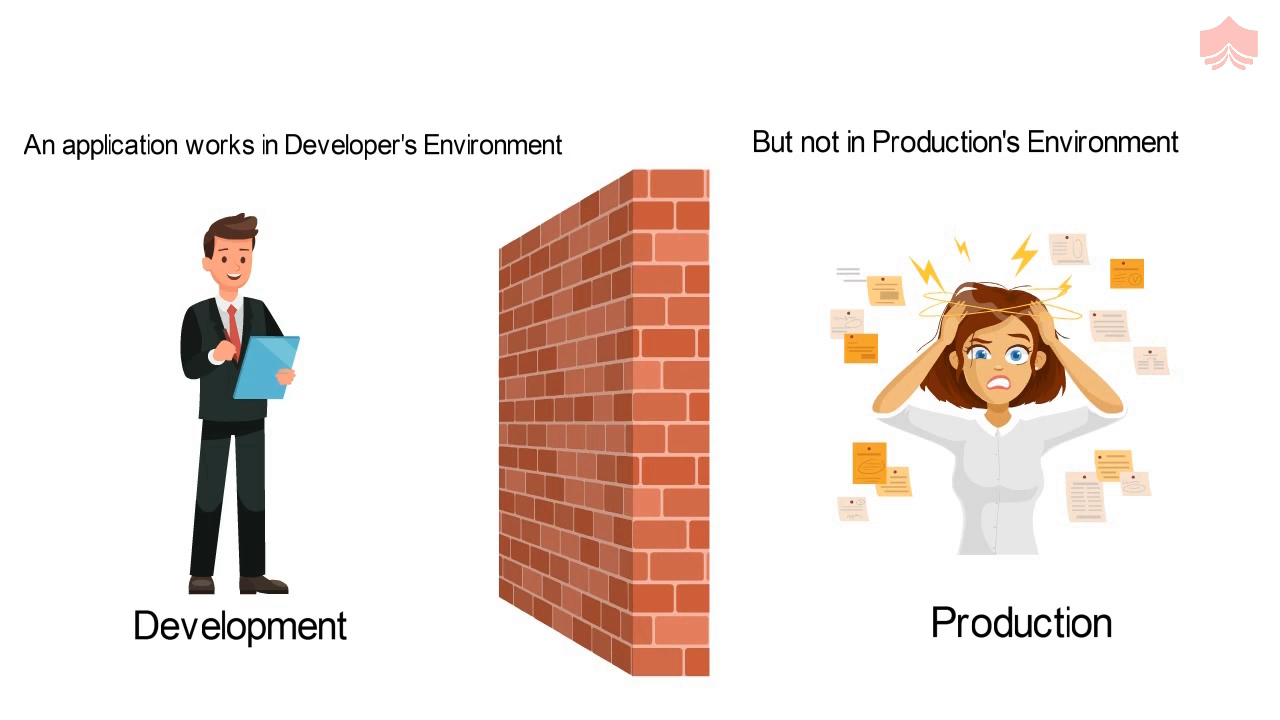 An application works in Developer's Environment
But not in Production's Environment
Development
Production